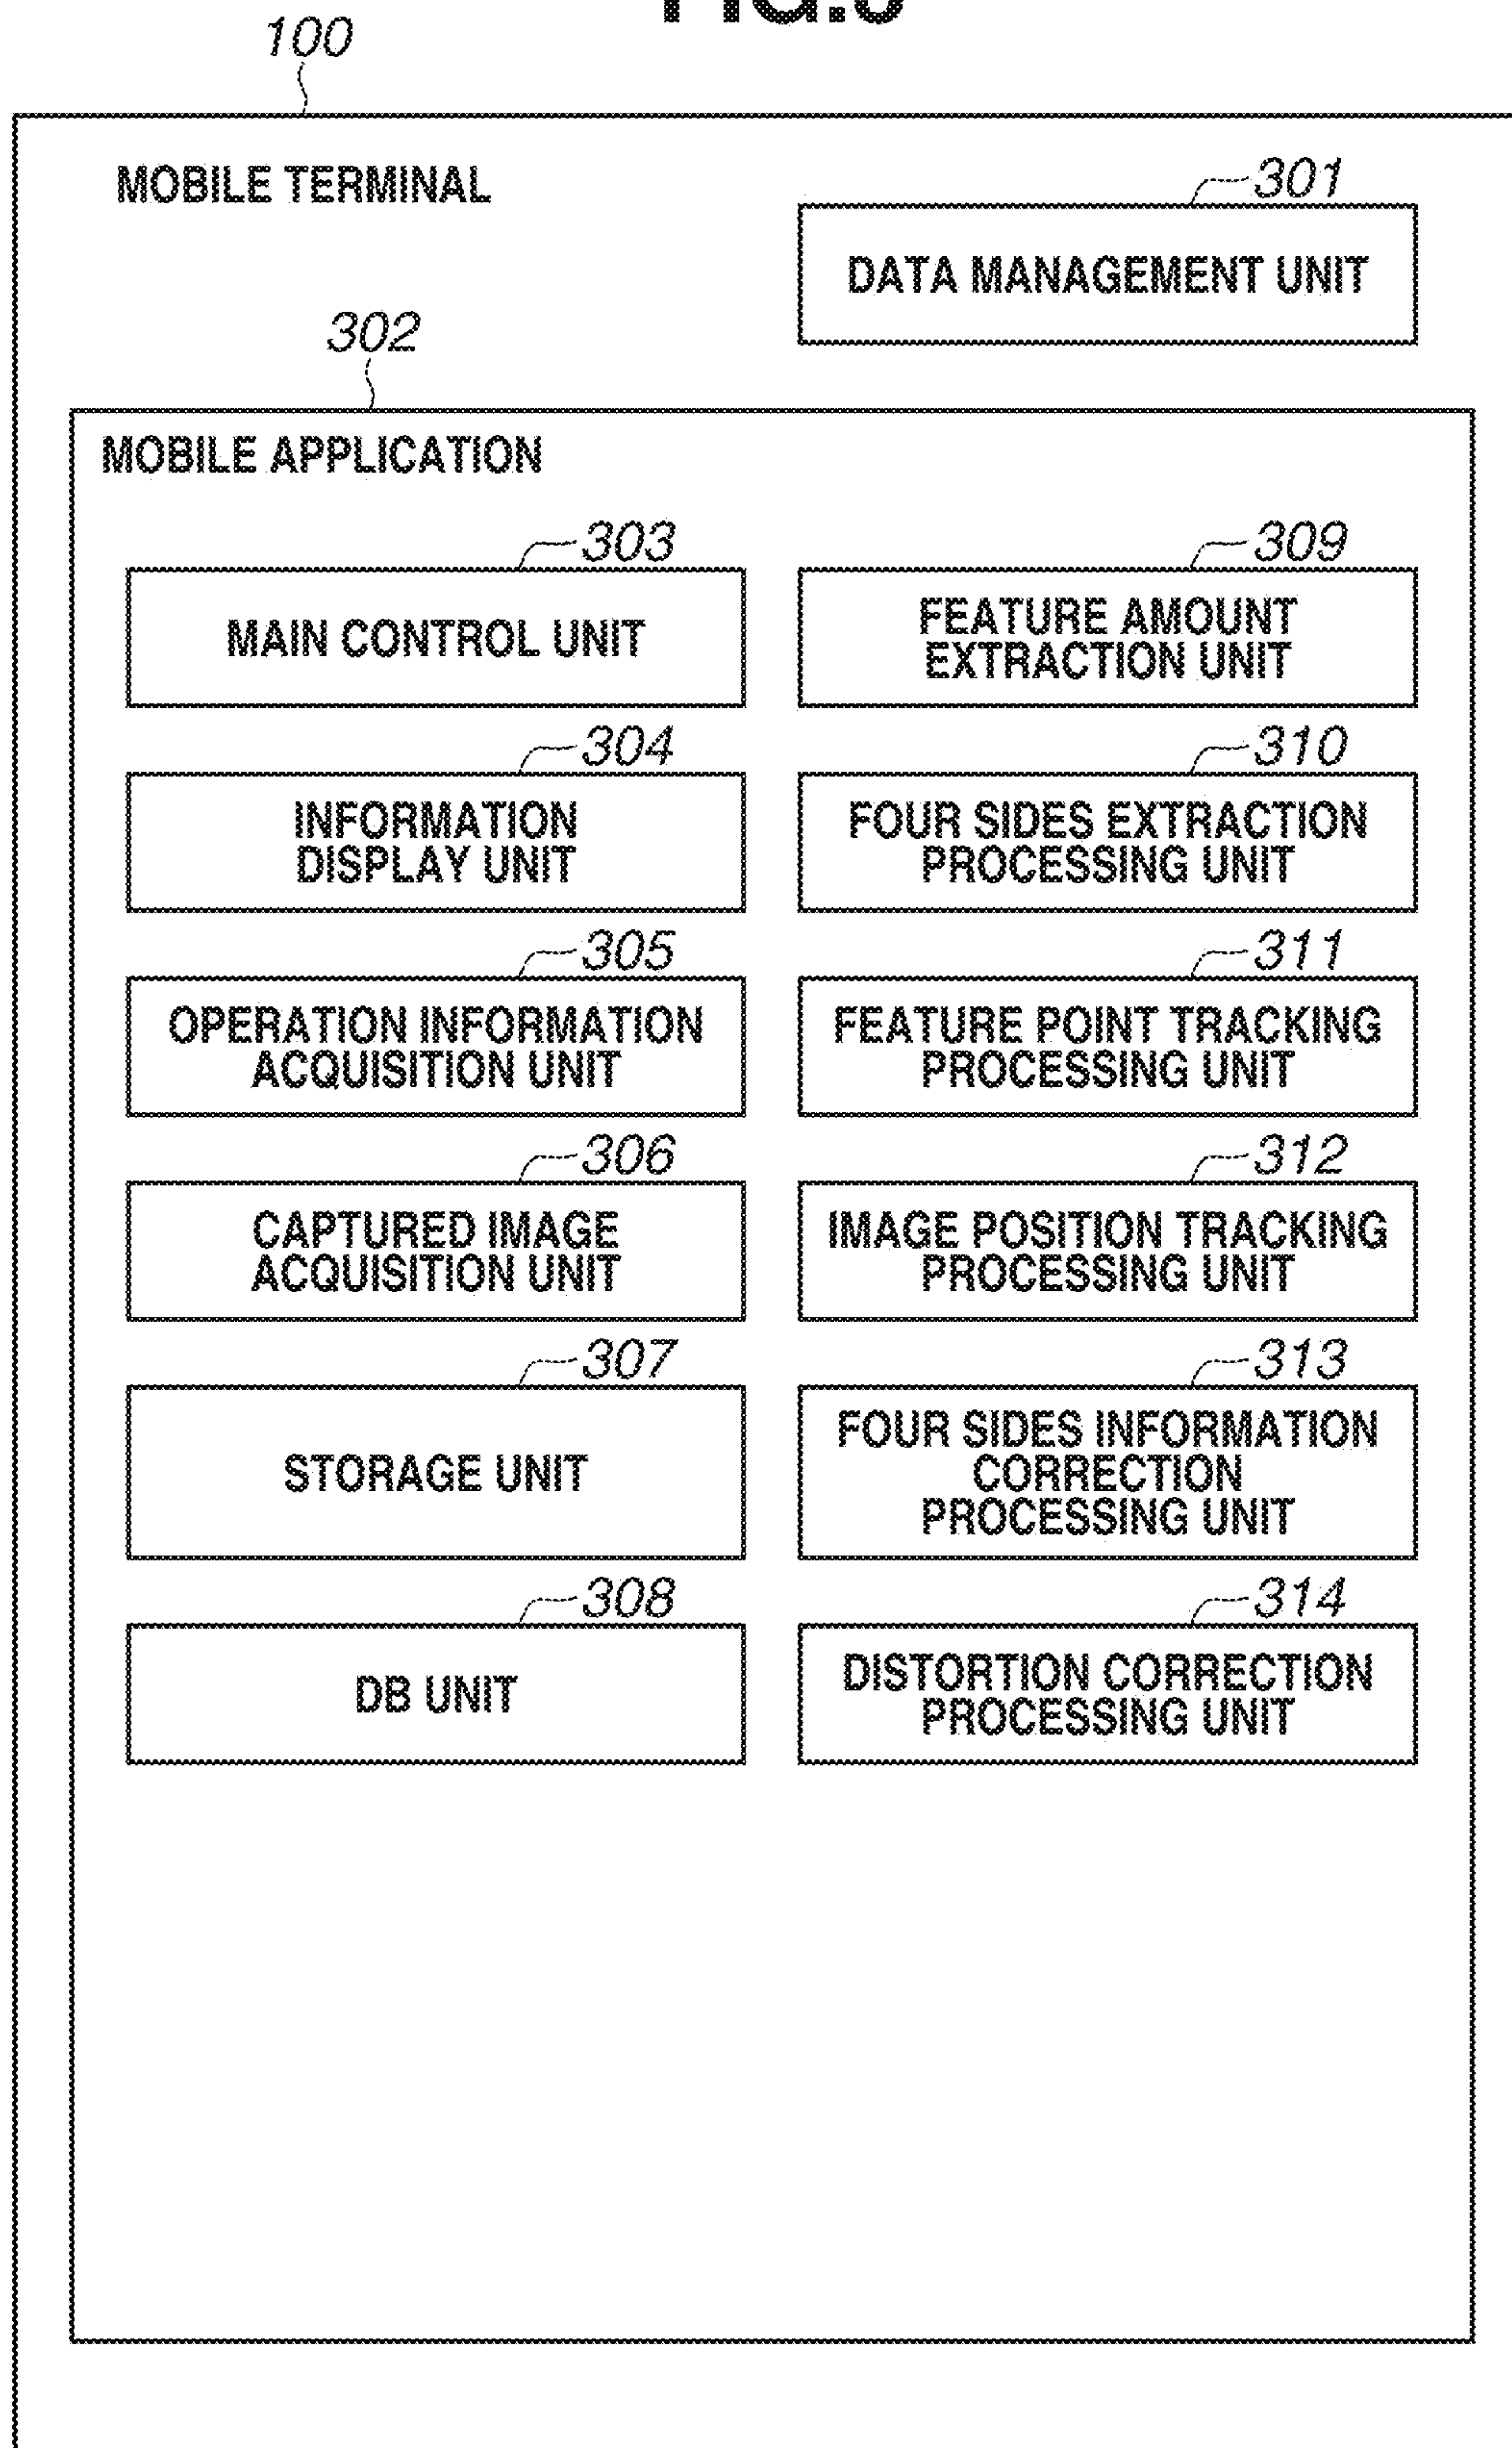 100
MOBILE TERMINAL
301
DATA MANAGEMENT UNIT
302
MOBILE APPLICATION
303
MAIN CONTROL UNIT
304
INFORMATION
DISPLAY UNIT
305
OPERATION INFORMATION
ACQUISITION UNIT
306
CAPTURED IMAGE
ACQUISITION UNIT
307
STORAGE UNIT
308
DB UNIT
309
FEATURE AMOUNT
EXTRACTION UNIT
310
FOUR SIDES EXTRACTION
PROCESSING UNIT
311
FEATURE POINT TRACKING
PROCESSING UNIT
312
IMAGE POSITION TRACKING
PROCESSING UNIT
313
FOUR SIDES INFORMATION
CORRECTION
PROCESSING UNIT
314
DISTORTION CORRECTION
PROCESSING UNIT